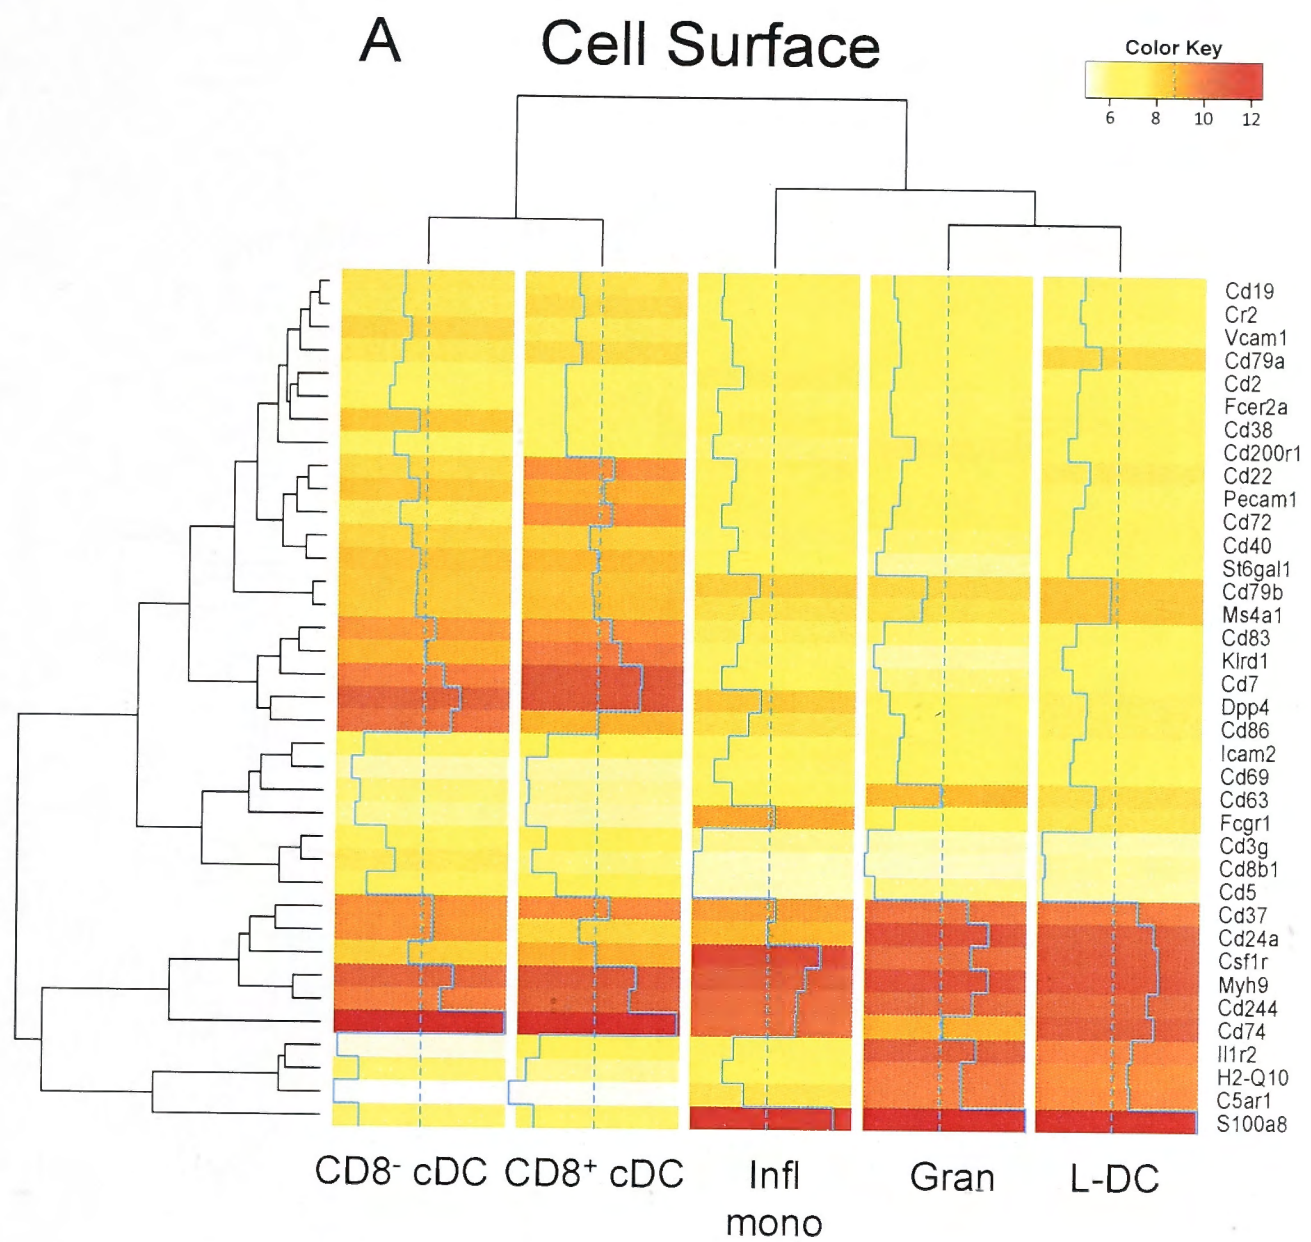 A Cell Surface
Color Key
6 8 10 12
Cd19
Cr2
Vcam1
Cd79a
Cd2
Fcer2a
Cd38
Cd200r1
Cd22
Pecam1
Cd72
Cd40
St6gal1
Cd79b
Ms4a1
Cd83
Klrd1
Cd7
Dpp4
Cd86
Icam2
Cd69
Cd63
Fcgr1
Cd3g
Cd8b1
Cd5
Cd37
Cd24a
Csf1r
Myh9
Cd244
Cd74
Il1r2
H2-Q10
C5ar1
S100a8
CD8⁻ cDC CD8⁺ cDC Infl Gran L-DC
mono